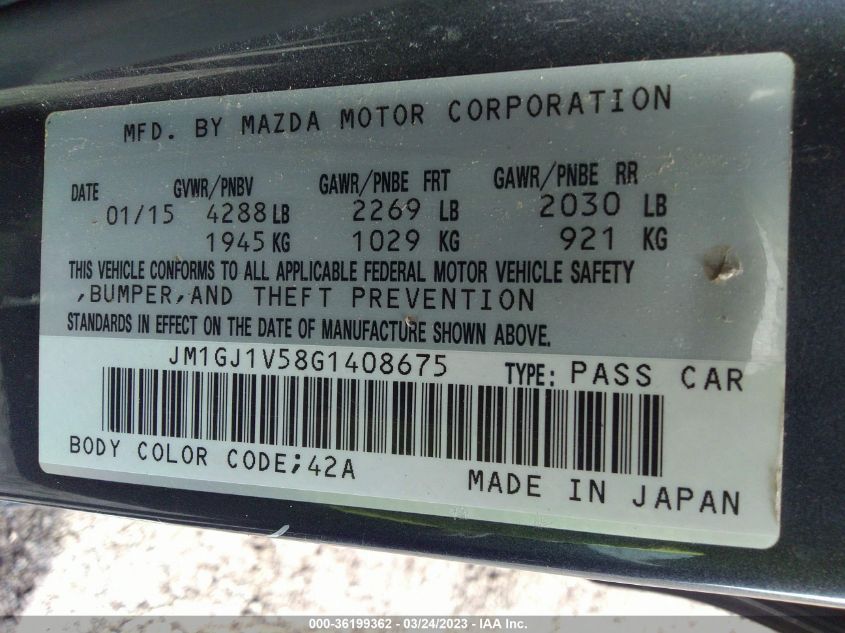 MFD. BY MAZDA MOTOR CORPORATION
DATE GVWR/PNBV GAWR/PNBE FRT GAWR/PNBE RR
01/15 4288 LB 2269 LB 2030 LB
1945 KG 1029 KG 921 KG
THIS VEHICLE CONFORMS TO ALL APPLICABLE FEDERAL MOTOR VEHICLE SAFETY
,BUMPER,AND THEFT PREVENTION
STANDARDS IN EFFECT ON THE DATE OF MANUFACTURE SHOWN ABOVE.
JM1GJ1V58G1408675 TYPE: PASS CAR
BODY COLOR CODE;42A MADE IN JAPAN
000-36199362 - 03/24/2023 - IAA Inc.